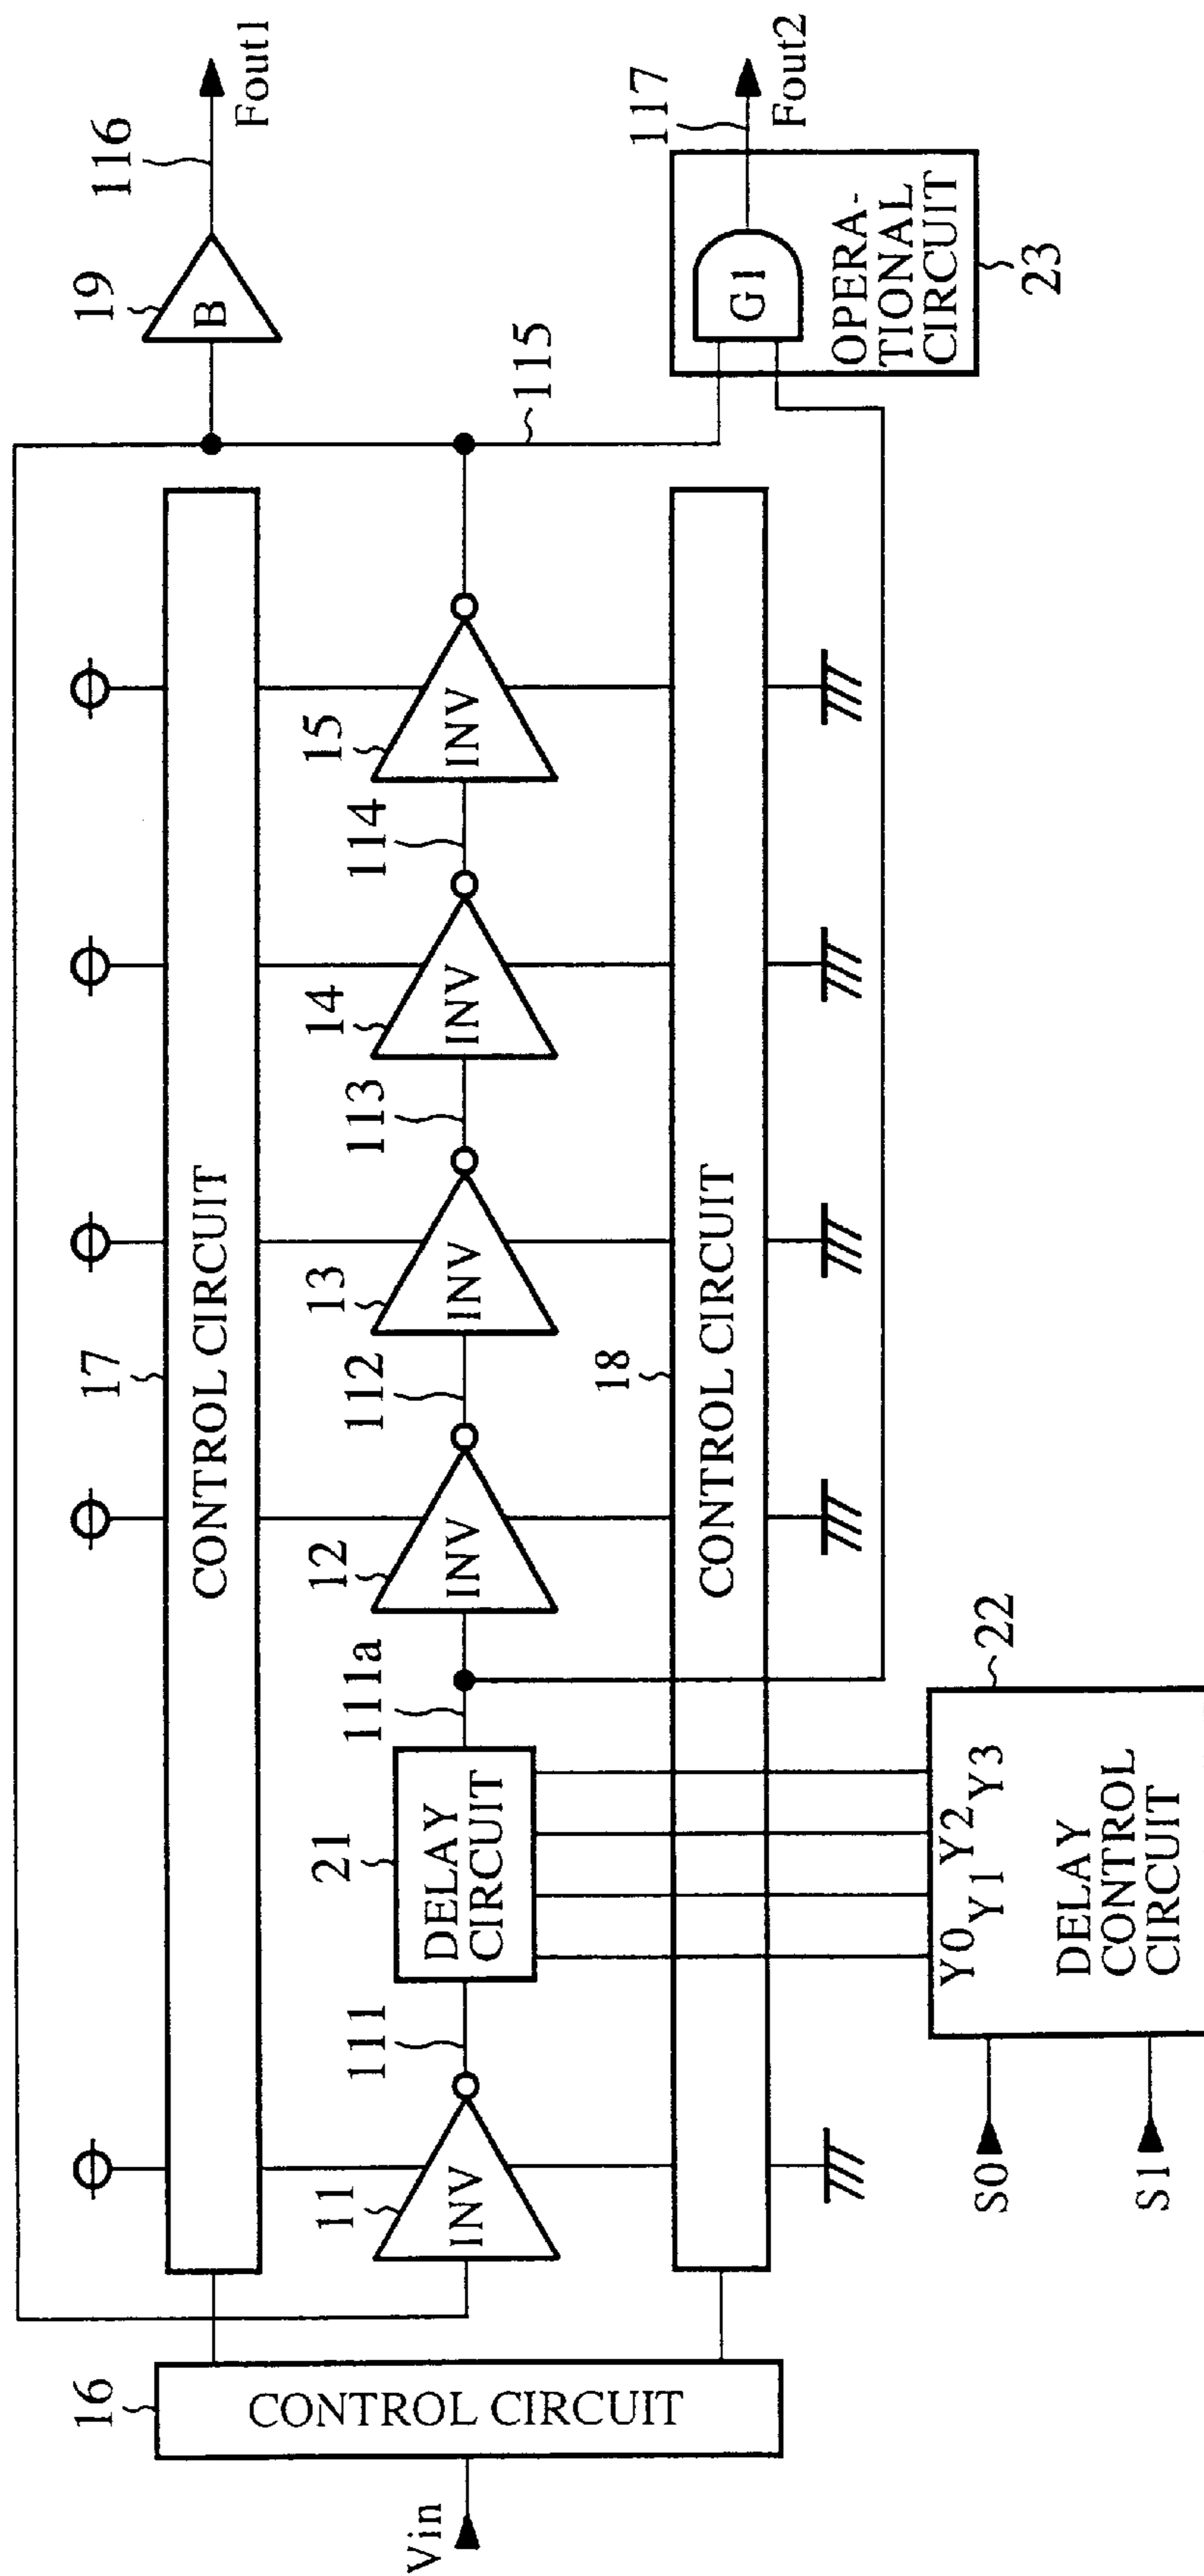 Vin
16
CONTROL CIRCUIT
17
CONTROL CIRCUIT
11
INV
111
21
DELAY
CIRCUIT
111a
12
INV
112
13
INV
113
14
INV
114
15
INV
115
19
B
116
Fout1
18
CONTROL CIRCUIT
G1
117
Fout2
OPERA-
TIONAL
CIRCUIT
23
S0
S1
Y0
Y1
Y2
Y3
DELAY
CONTROL
CIRCUIT
22